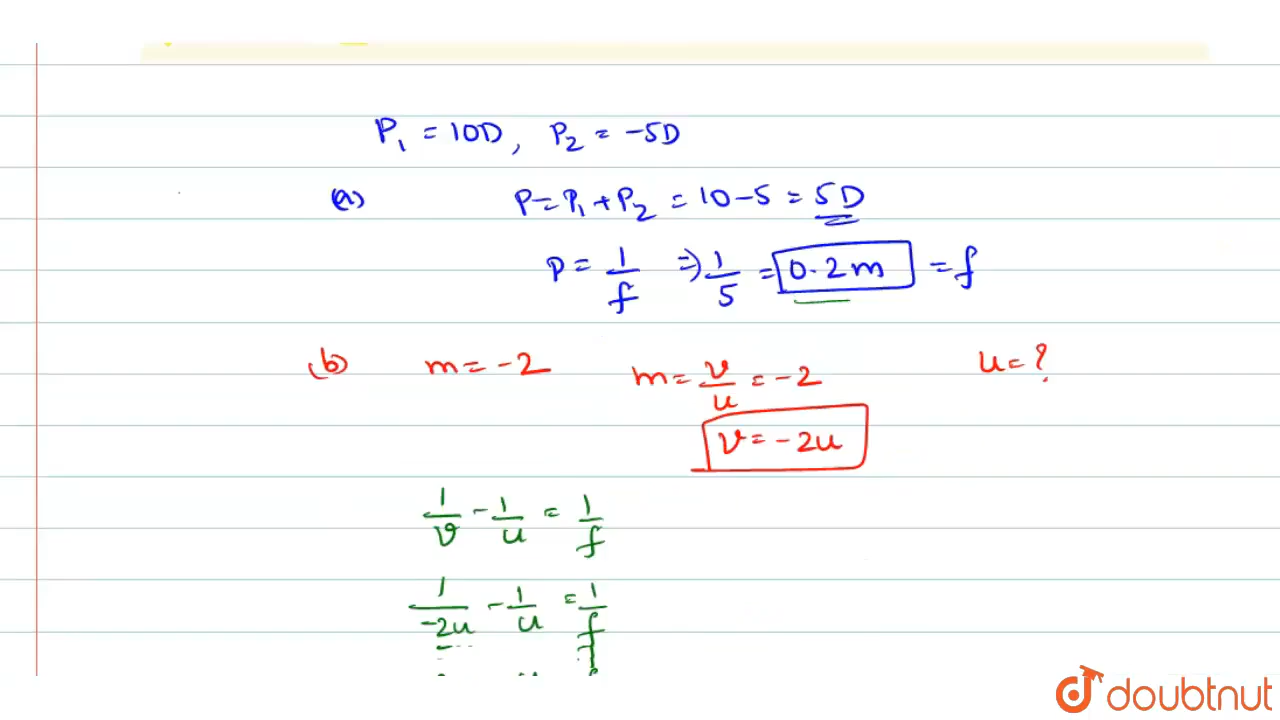 P₁ = 10D, P₂ = -5D
(a) P = P₁ + P₂ = 10 - 5 = 5D
P = 1/f ⇒ 1/5 = 0.2m = f
(b) m = -2 m = v/u = -2 u = ?
v = -2u
1/v - 1/u = 1/f
1/-2u - 1/u = 1/f
doubtnut